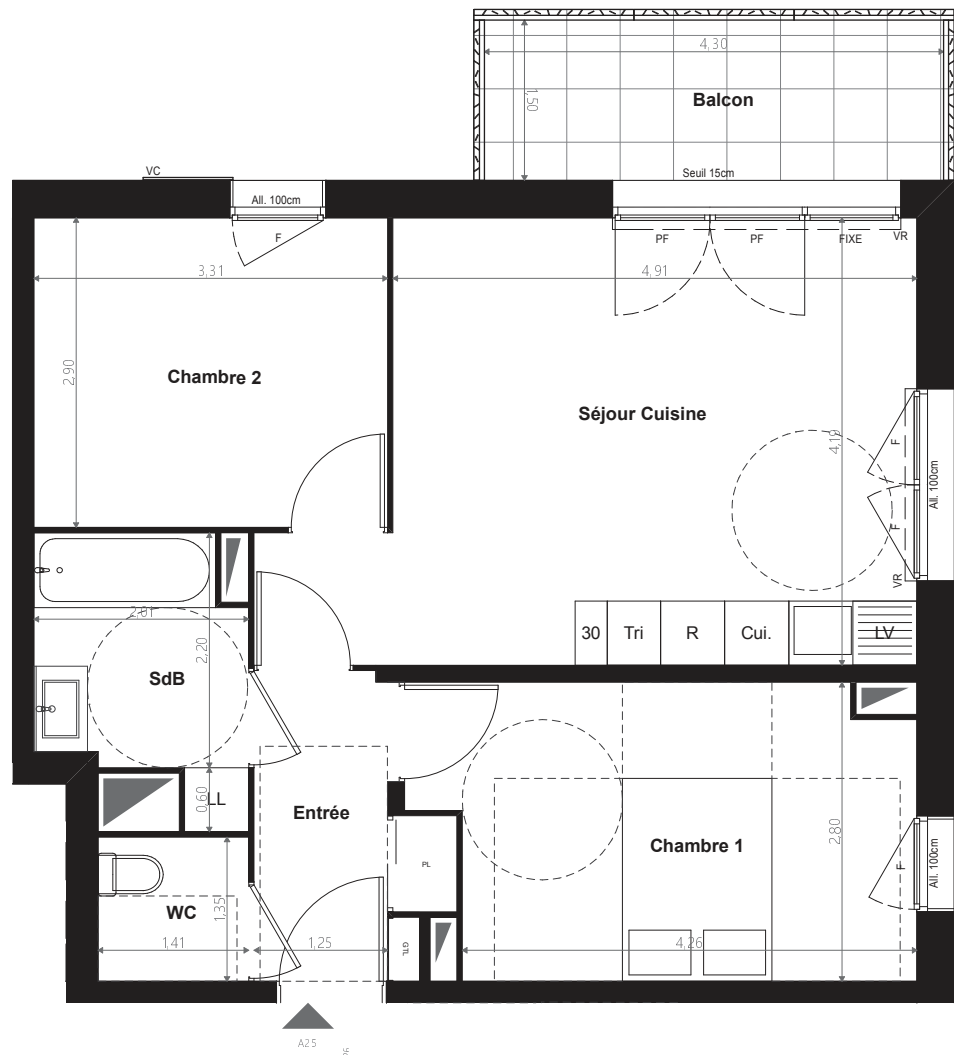 4,30
1,50
Balcon
VC
Seuil 15cm
All. 100cm
F
PF
PF
FIXE
VR
3,31
4,91
2,90
Chambre 2
Séjour Cuisine
4,19
F
All. 100cm
F
VR
2,01
2,20
30
Tri
R
Cui.
LV
SdB
0,60
LL
Entrée
2,80
Chambre 1
F
All. 100cm
PL
WC
1,35
1,41
1,25
GTL
4,26
A25